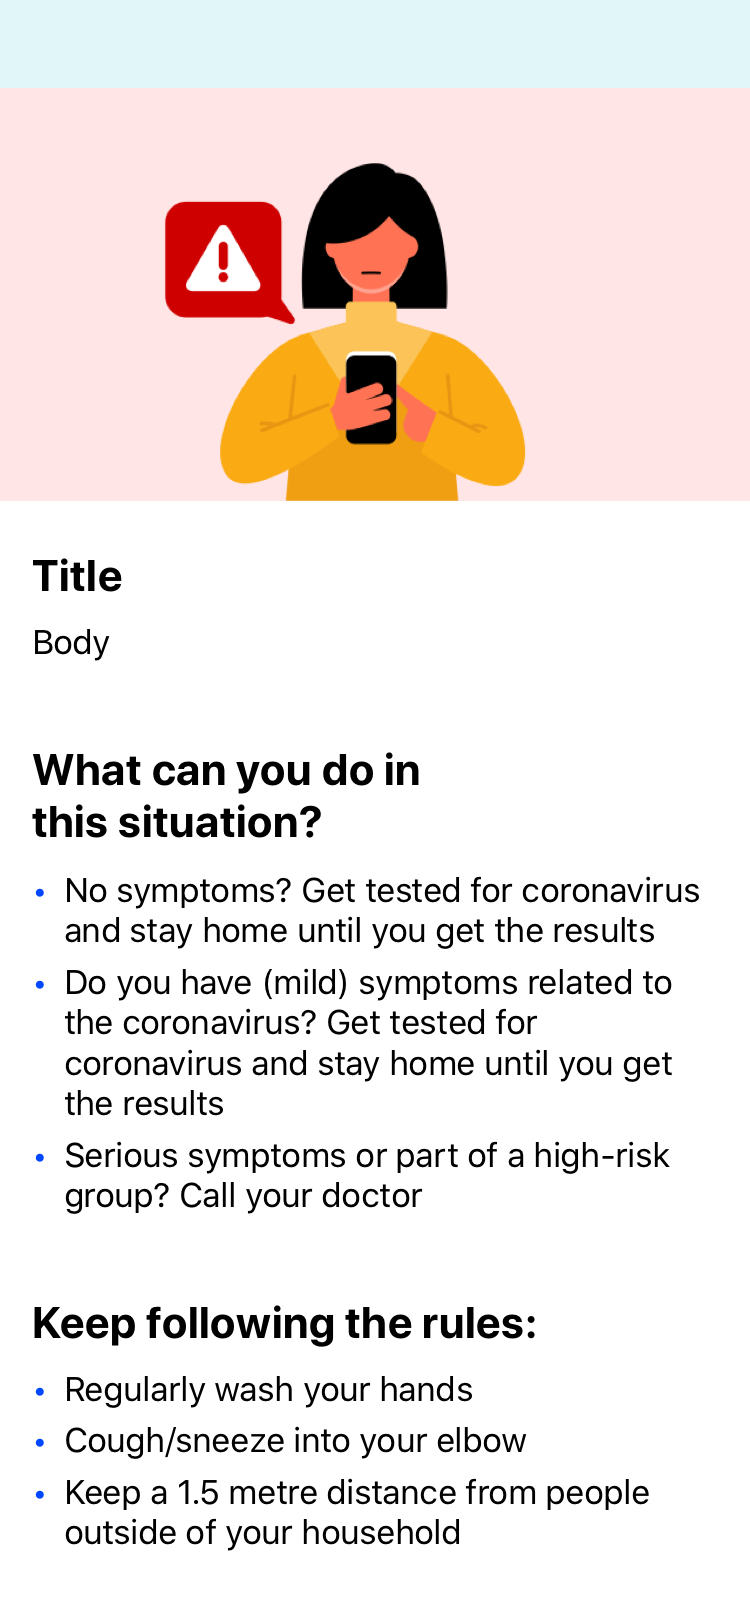 Title
Body
What can you do in
this situation?
• No symptoms? Get tested for coronavirus
and stay home until you get the results
• Do you have (mild) symptoms related to
the coronavirus? Get tested for
coronavirus and stay home until you get
the results
• Serious symptoms or part of a high-risk
group? Call your doctor
Keep following the rules:
• Regularly wash your hands
• Cough/sneeze into your elbow
• Keep a 1.5 metre distance from people
outside of your household